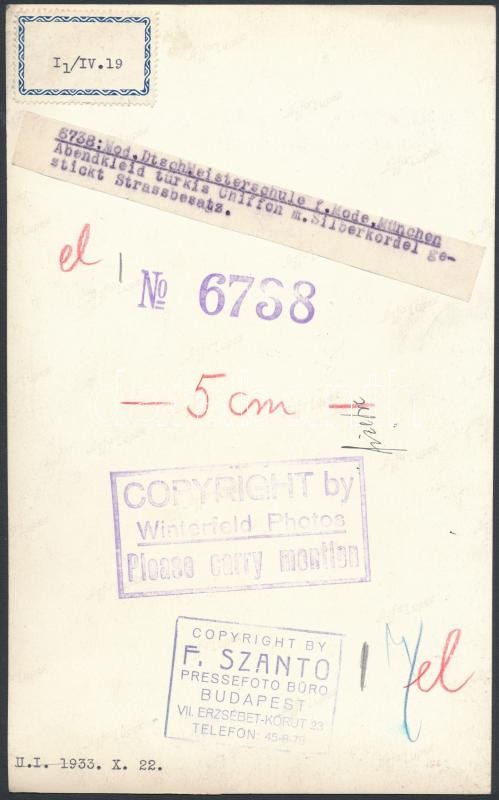 I1/IV.19
6738:Mod.Dtsch.Meisterschule f.Mode,München
Abendkleid türkis Chiffon m.Silberkordel ge-
stickt Strassbesatz.
el
№ 6738
— 5 cm —
COPYRIGHT by
Winterfeld Photos
Please carry mention
COPYRIGHT BY
F. SZANTO
PRESSEFOTO BÜRO
BUDAPEST
VII. ERZSÉBET-KÖRUT 23
TELEFON: 45-8-79
el
U.I. 1933. X. 22.